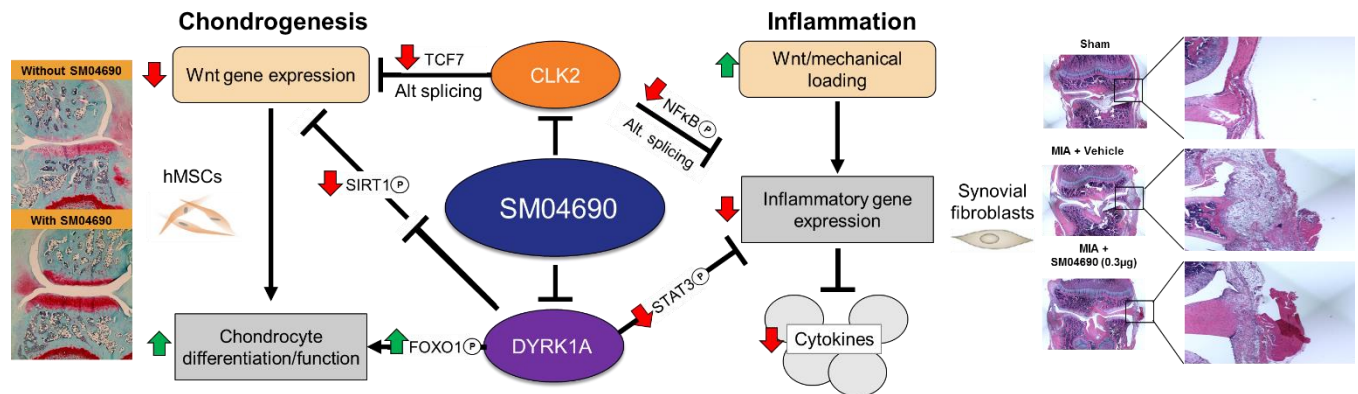 Chondrogenesis
Inflammation
Without SM04690
With SM04690
Wnt gene expression
TCF7
Alt splicing
CLK2
NFκB P
Alt. splicing
Wnt/mechanical
loading
hMSCs
SIRT1 P
SM04690
Inflammatory gene
expression
Synovial
fibroblasts
STAT3 P
Chondrocyte
differentiation/function
FOXO1 P
DYRK1A
Cytokines
Sham
MIA + Vehicle
MIA +
SM04690 (0.3µg)